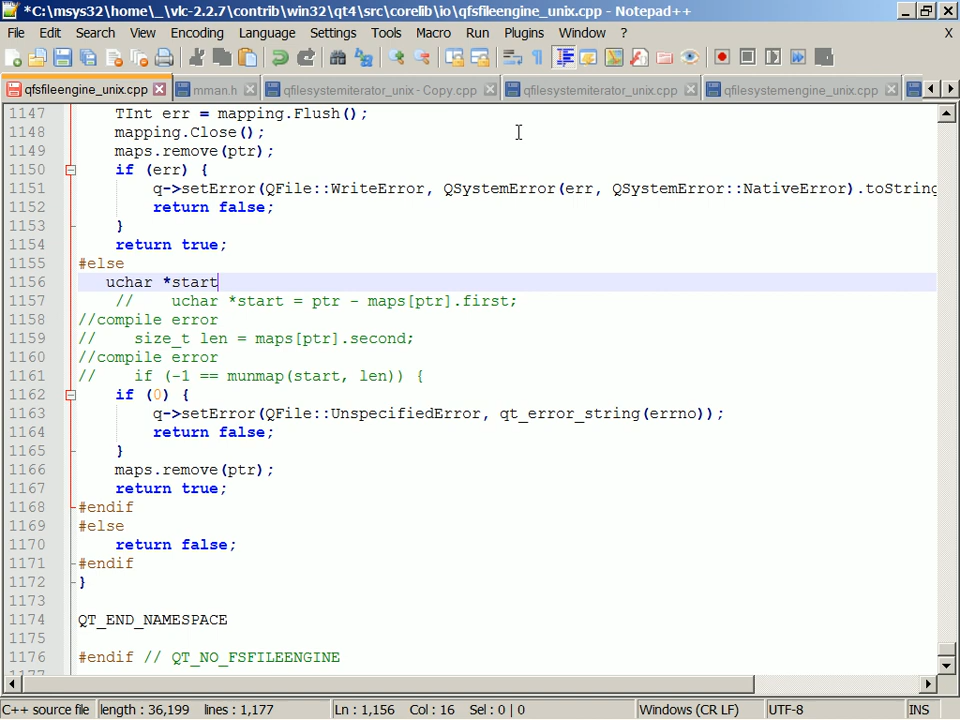 *C:\msys32\home\_\vlc-2.2.7\contrib\win32\qt4\src\corelib\io\qfsfileengine_unix.cpp - Notepad++
File Edit Search View Encoding Language Settings Tools Macro Run Plugins Window ? X
qfsfileengine_unix.cpp mman.h qfilesystemiterator_unix - Copy.cpp qfilesystemiterator_unix.cpp qfilesystemengine_unix.cpp
1147 TInt err = mapping.Flush();
1148 mapping.Close();
1149 maps.remove(ptr);
1150 if (err) {
1151 q->setError(QFile::WriteError, QSystemError(err, QSystemError::NativeError).toString
1152 return false;
1153 }
1154 return true;
1155 #else
1156 uchar *start
1157 // uchar *start = ptr - maps[ptr].first;
1158 //compile error
1159 // size_t len = maps[ptr].second;
1160 //compile error
1161 // if (-1 == munmap(start, len)) {
1162 if (0) {
1163 q->setError(QFile::UnspecifiedError, qt_error_string(errno));
1164 return false;
1165 }
1166 maps.remove(ptr);
1167 return true;
1168 #endif
1169 #else
1170 return false;
1171 #endif
1172 }
1173
1174 QT_END_NAMESPACE
1175
1176 #endif // QT_NO_FSFILEENGINE
C++ source file length : 36,199 lines : 1,177 Ln : 1,156 Col : 16 Sel : 0 | 0 Windows (CR LF) UTF-8 INS